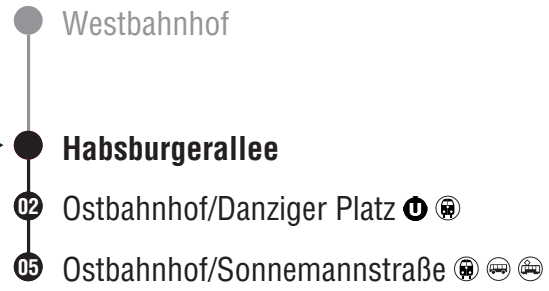 Westbahnhof
Habsburgerallee
02 Ostbahnhof/Danziger Platz U
05 Ostbahnhof/Sonnemannstraße